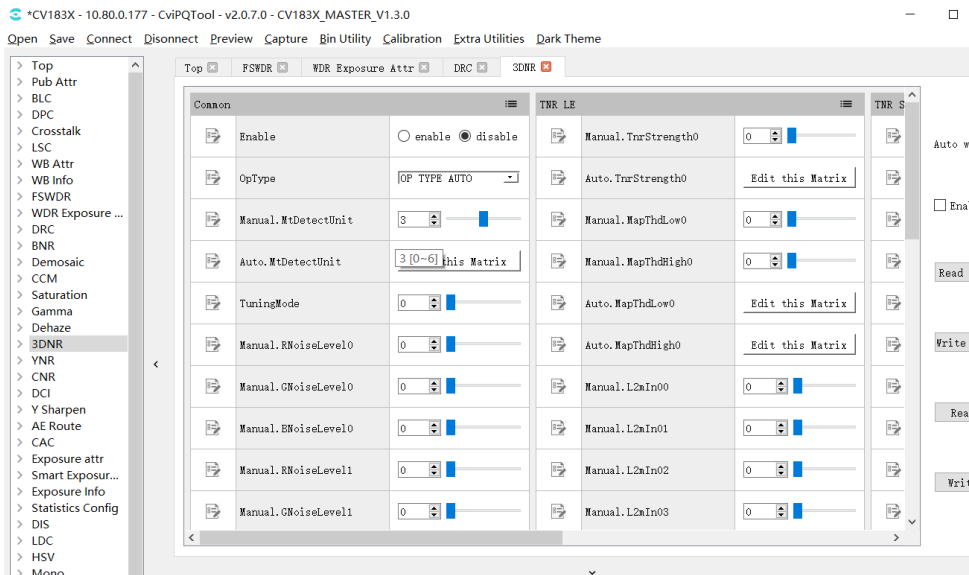 *CV183X - 10.80.0.177 - CviPQTool - v2.0.7.0 - CV183X_MASTER_V1.3.0
Open Save Connect Disonnect Preview Capture Bin Utility Calibration Extra Utilities Dark Theme
Top
Pub Attr
BLC
DPC
Crosstalk
LSC
WB Attr
WB Info
FSWDR
WDR Exposure ...
DRC
BNR
Demosaic
CCM
Saturation
Gamma
Dehaze
3DNR
YNR
CNR
DCI
Y Sharpen
AE Route
CAC
Exposure attr
Smart Exposur...
Exposure Info
Statistics Config
DIS
LDC
HSV
Mono
Top FSWDR WDR Exposure Attr DRC 3DNR
Common
Enable enable disable
OpType OP TYPE AUTO
Manual.MtDetectUnit 3
Auto.MtDetectUnit 3 [0~6] this Matrix
TuningMode 0
Manual.RNoiseLevel0 0
Manual.GNoiseLevel0 0
Manual.BNoiseLevel0 0
Manual.RNoiseLevel1 0
Manual.GNoiseLevel1 0
TNR LE
Manual.TnrStrength0 0
Auto.TnrStrength0 Edit this Matrix
Manual.MapThdLow0 0
Manual.MapThdHigh0 0
Auto.MapThdLow0 Edit this Matrix
Auto.MapThdHigh0 Edit this Matrix
Manual.L2mIn00 0
Manual.L2mIn01 0
Manual.L2mIn02 0
Manual.L2mIn03 0
TNR S
Auto w
Enal
Read
Write
Rea
Writ